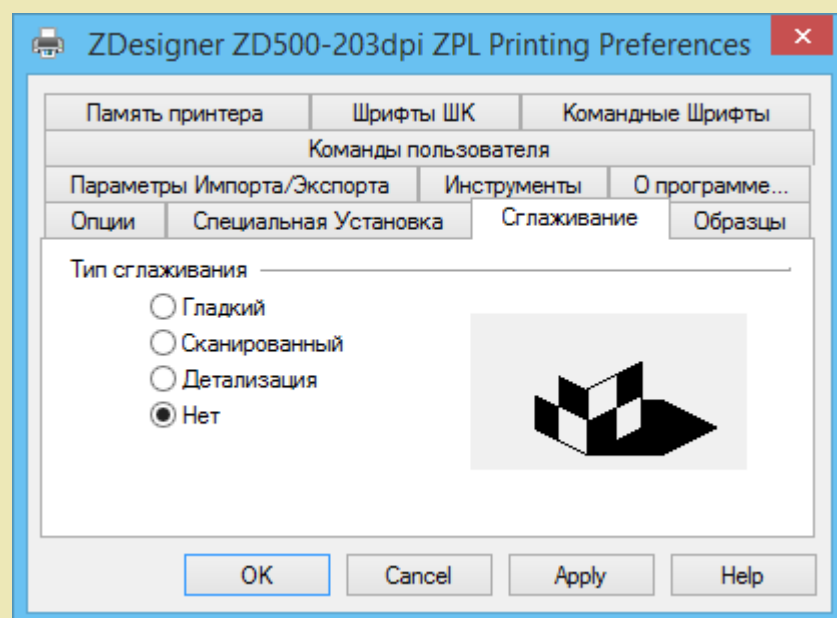 ZDesigner ZD500-203dpi ZPL Printing Preferences
Память принтера Шрифты ШК Командные Шрифты
Команды пользователя
Параметры Импорта/Экспорта Инструменты О программе...
Опции Специальная Установка Сглаживание Образцы
Тип сглаживания
Гладкий
Сканированный
Детализация
Нет
OK Cancel Apply Help